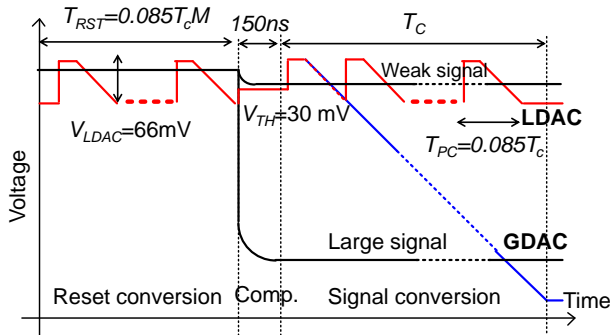 T_RST=0.085T_cM
150ns
T_C
Weak signal
V_LDAC=66mV
V_TH=30 mV
LDAC
T_PC=0.085T_c
Voltage
Large signal
GDAC
Time
Reset conversion
Comp.
Signal conversion